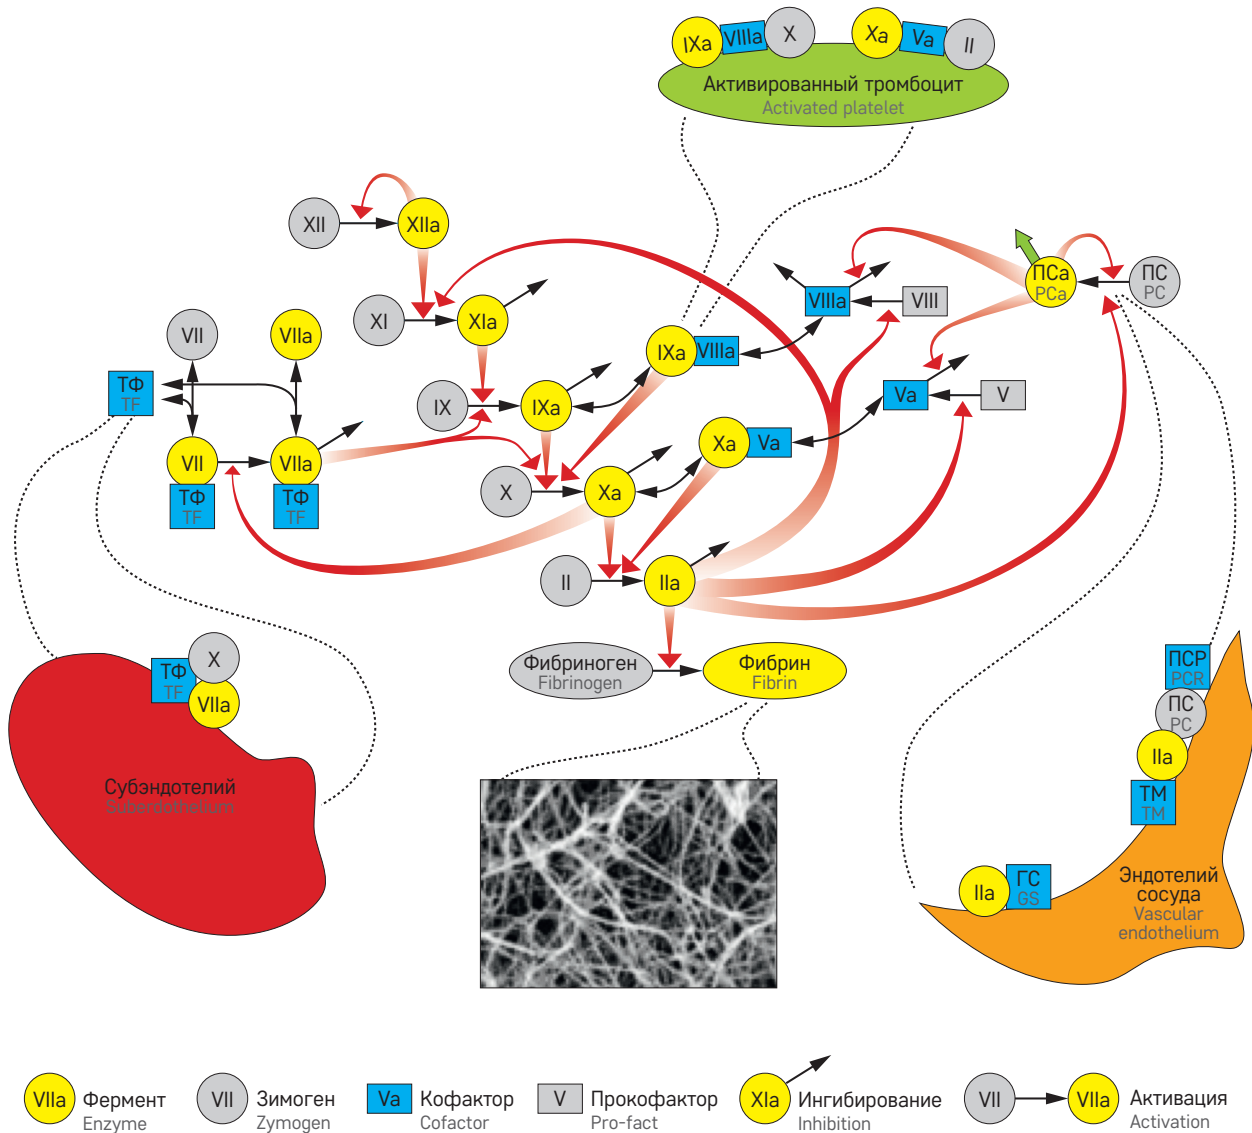 IXa
VIIIa
X
Xa
Va
II
Активированный тромбоцит
Activated platelet
XII
XIIa
ПСа
PCa
ПС
PC
VIIIa
VIII
XI
XIa
VII
VIIa
IXa
VIIIa
ТФ
TF
IX
IXa
Va
V
Xa
Va
VII
VIIa
ТФ
TF
ТФ
TF
X
Xa
II
IIa
Фибриноген
Fibrinogen
Фибрин
Fibrin
X
ТФ
TF
VIIa
Субэндотелий
Suberdothelium
ПСР
PCR
ПС
PC
IIa
ТМ
TM
IIa
ГС
GS
Эндотелий
сосуда
Vascular
endothelium
VIIa
Фермент
Enzyme
VII
Зимоген
Zymogen
Va
Кофактор
Cofactor
V
Прокофактор
Pro-fact
XIa
Ингибирование
Inhibition
VII
VIIa
Активация
Activation